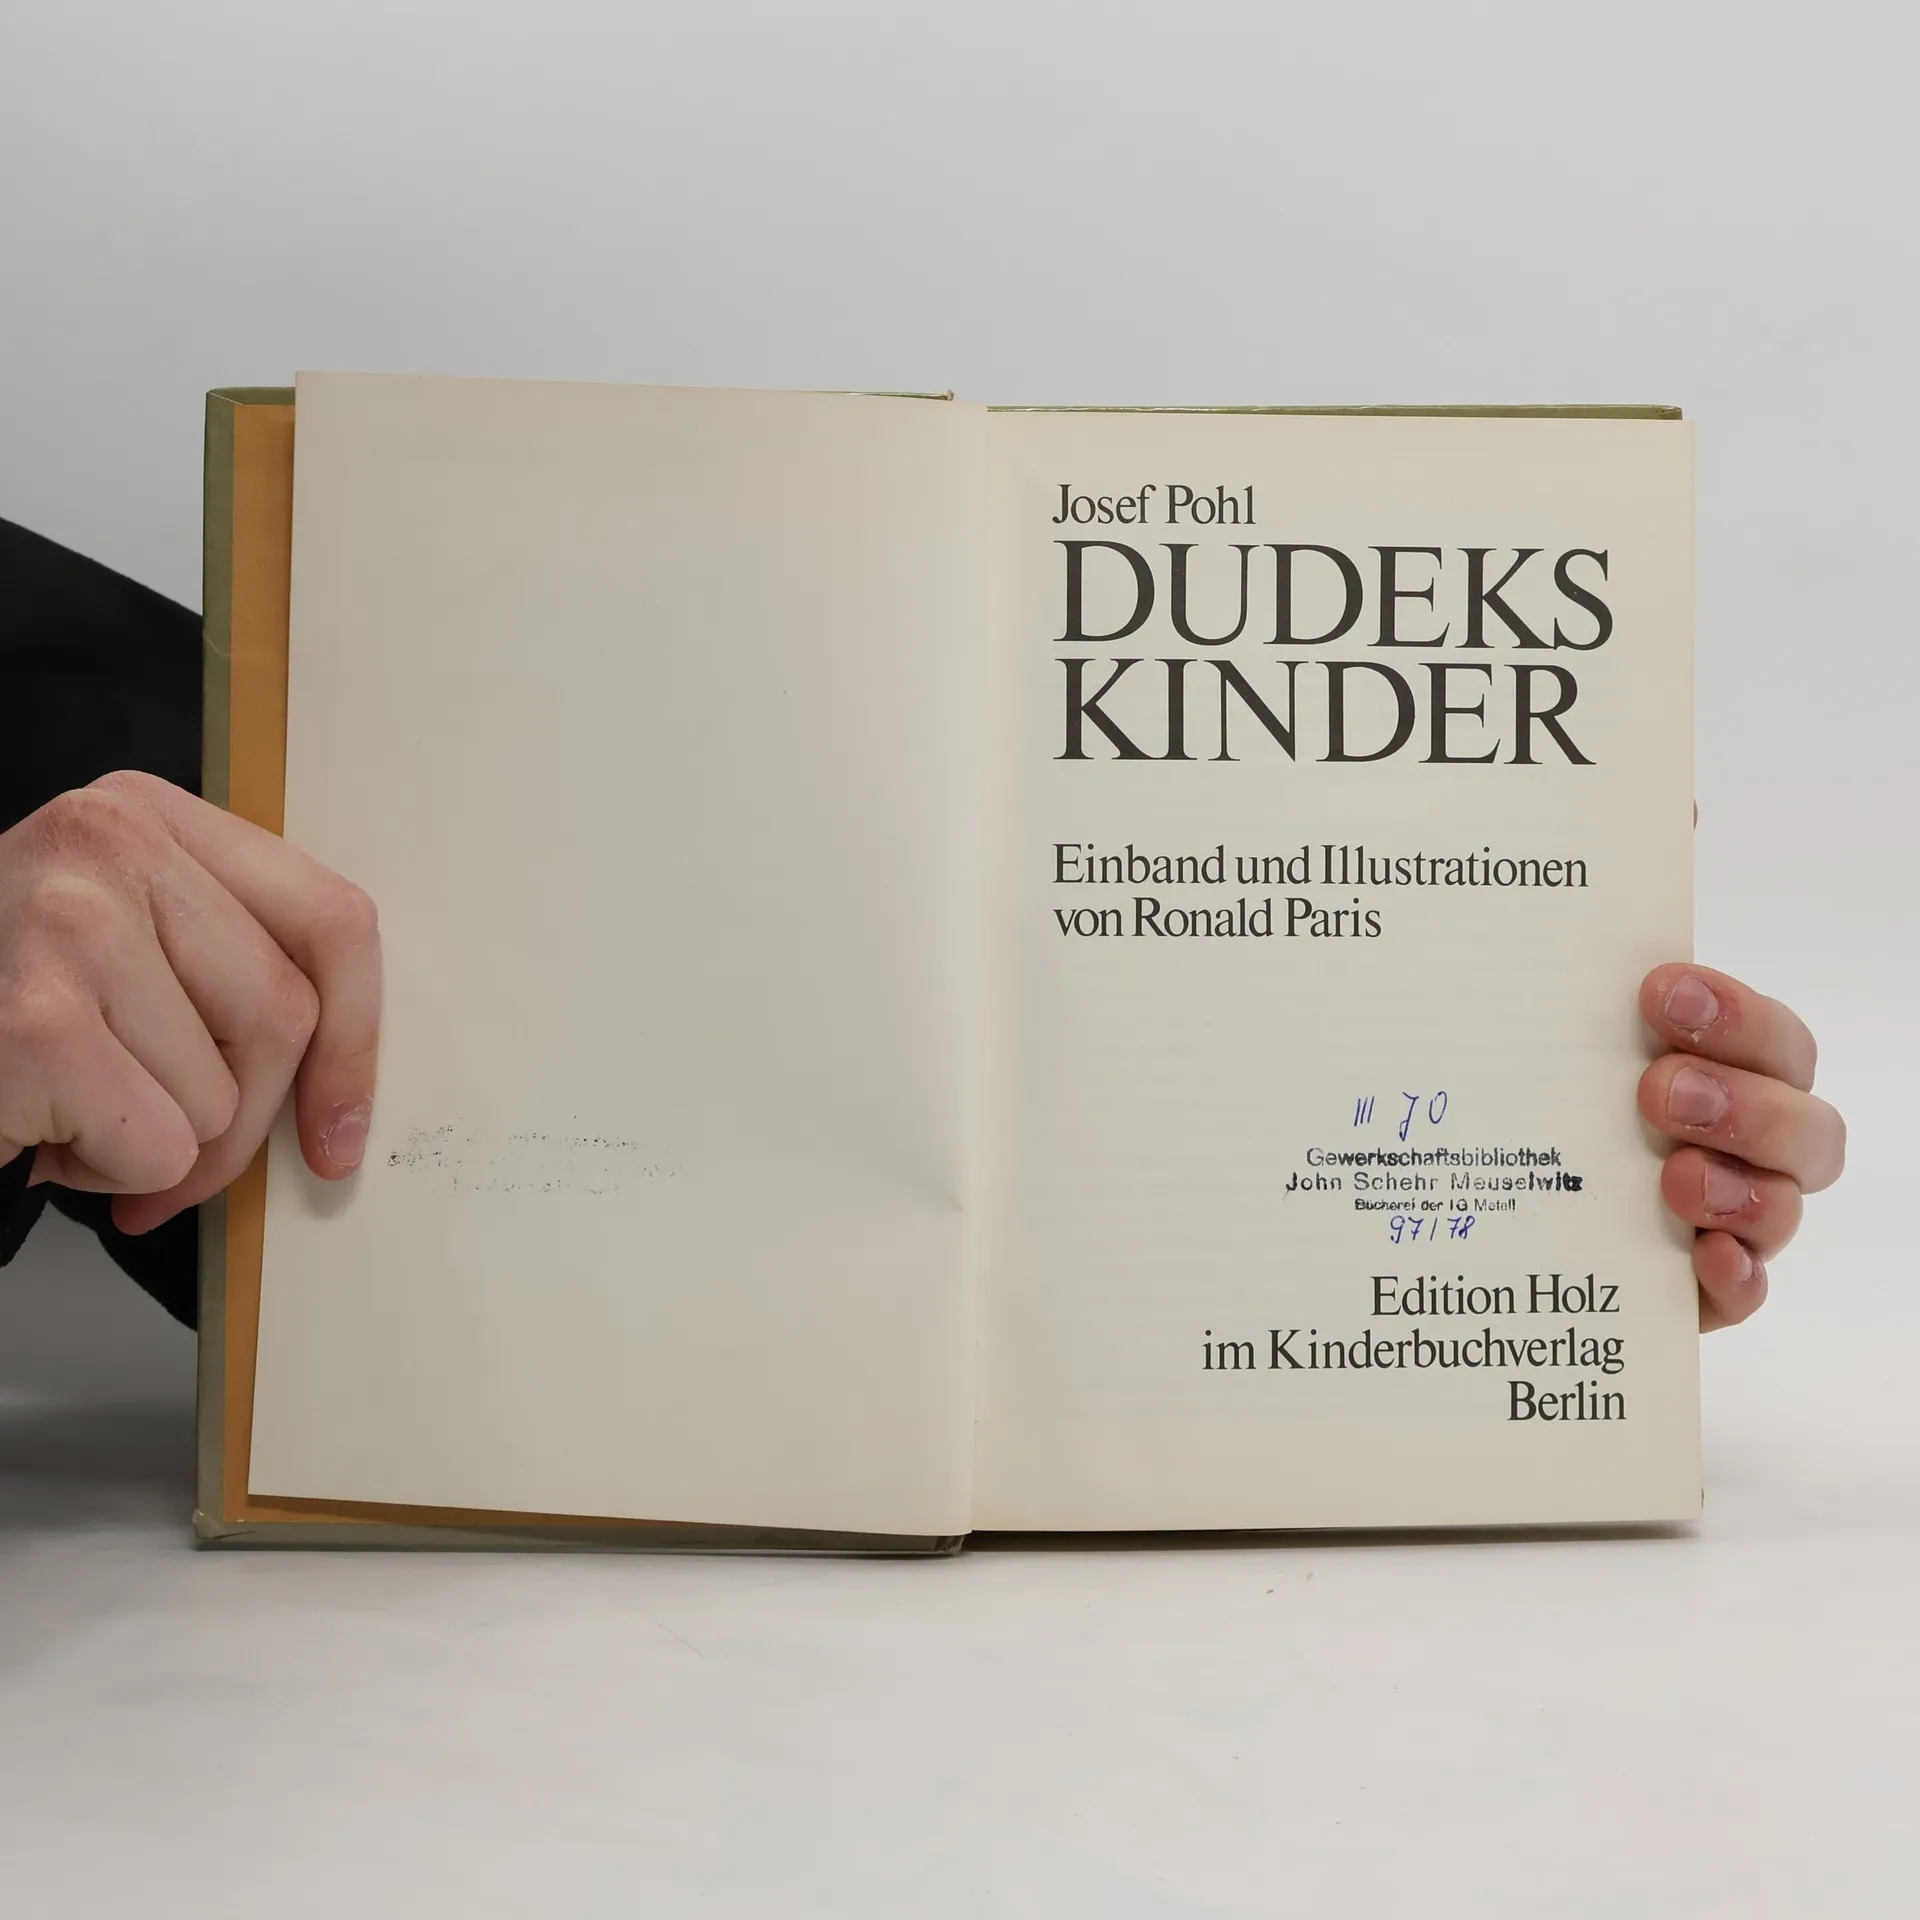 Josef Pohl
DUDEKS
KINDER
Einband und Illustrationen
von Ronald Paris
III J 0
Gewerkschaftsbibliothek
John Schehr Meuselwitz
Bücherei der IG Metall
97/78
Edition Holz
im Kinderbuchverlag
Berlin